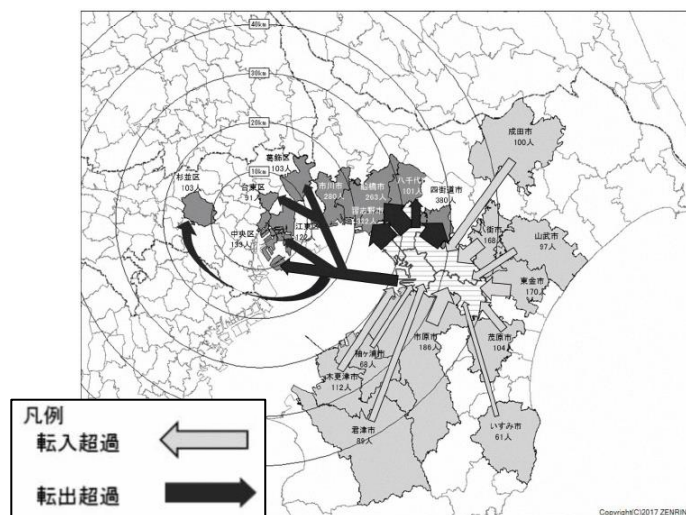 40km
30km
20km
10km
成田市
100人
葛飾区
103人
杉並区
103人
台東区
91人
市川市
280人
船橋市
263人
八千代市
101人
四街道市
380人
習志野市
122人
八街市
168人
山武市
97人
中央区
133人
江東区
東金市
170人
市原市
186人
茂原市
104人
袖ヶ浦市
68人
木更津市
112人
君津市
89人
いすみ市
61人
凡例
転入超過
転出超過
Copyright(C)2017 ZENRIN